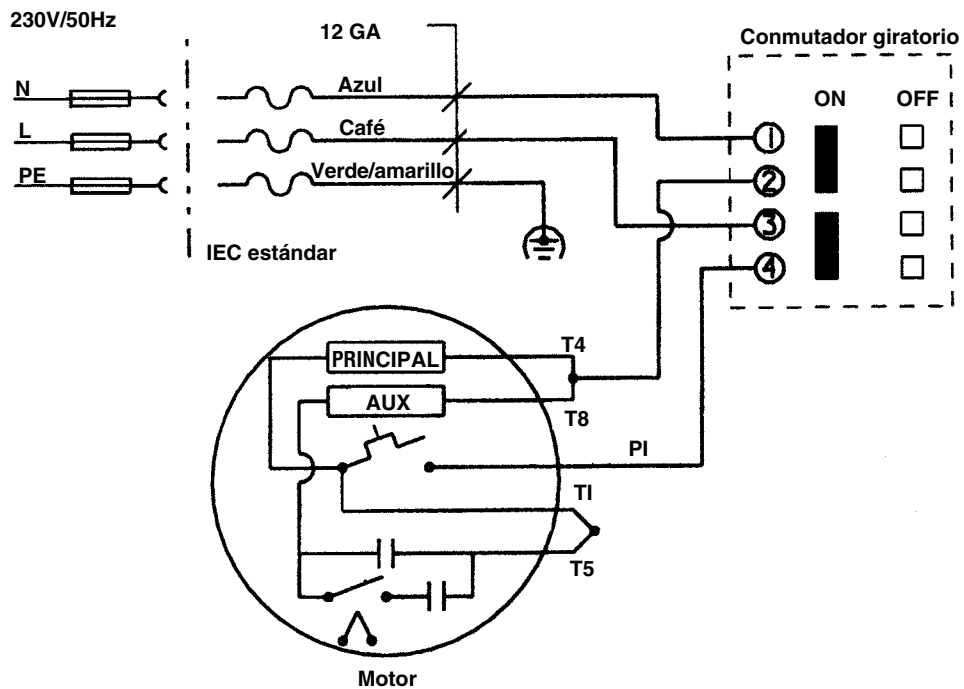 230V/50Hz
12 GA
Conmutador giratorio
N
Azul
ON OFF
L
Café
1
PE
Verde/amarillo
2
3
IEC estándar
4
T4
PRINCIPAL
AUX
T8
PI
TI
T5
Motor